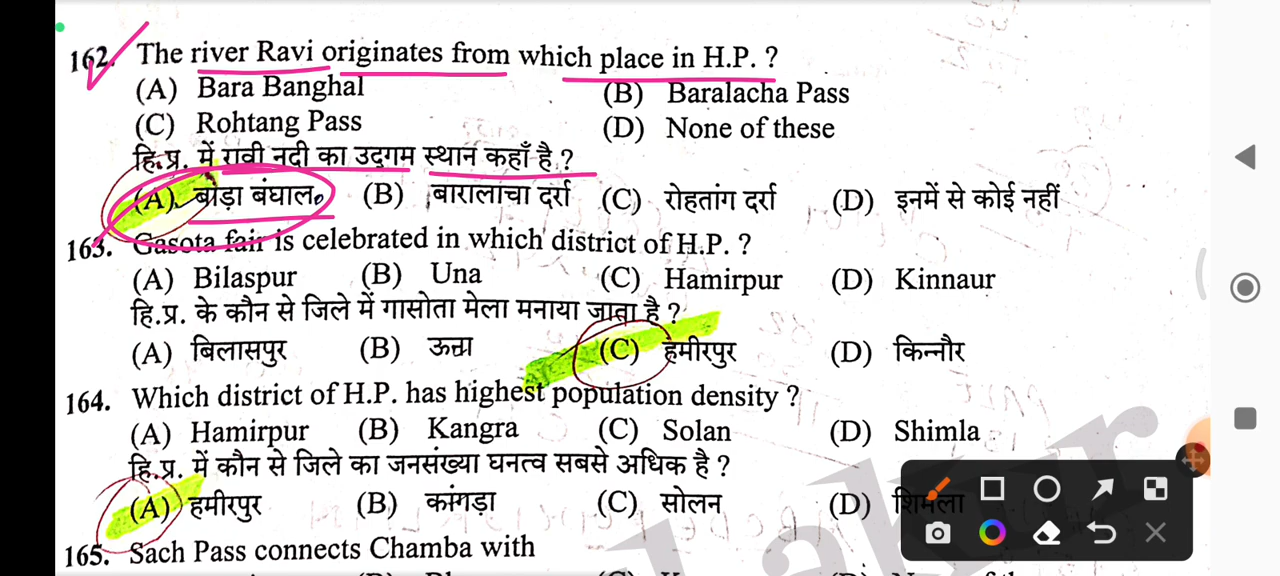 162. The river Ravi originates from which place in H.P. ?
(A) Bara Banghal (B) Baralacha Pass
(C) Rohtang Pass (D) None of these
हि.प्र. में रावी नदी का उद्गम स्थान कहाँ है ?
(A) बाड़ा बंघाल (B) बारालाचा दर्रा (C) रोहतांग दर्रा (D) इनमें से कोई नहीं
163. Gasota fair is celebrated in which district of H.P. ?
(A) Bilaspur (B) Una (C) Hamirpur (D) Kinnaur
हि.प्र. के कौन से जिले में गासोता मेला मनाया जाता है ?
(A) बिलासपुर (B) ऊना (C) हमीरपुर (D) किन्नौर
164. Which district of H.P. has highest population density ?
(A) Hamirpur (B) Kangra (C) Solan (D) Shimla
हि.प्र. में कौन से जिले का जनसंख्या घनत्व सबसे अधिक है ?
(A) हमीरपुर (B) कांगड़ा (C) सोलन (D) शिमला
165. Sach Pass connects Chamba with